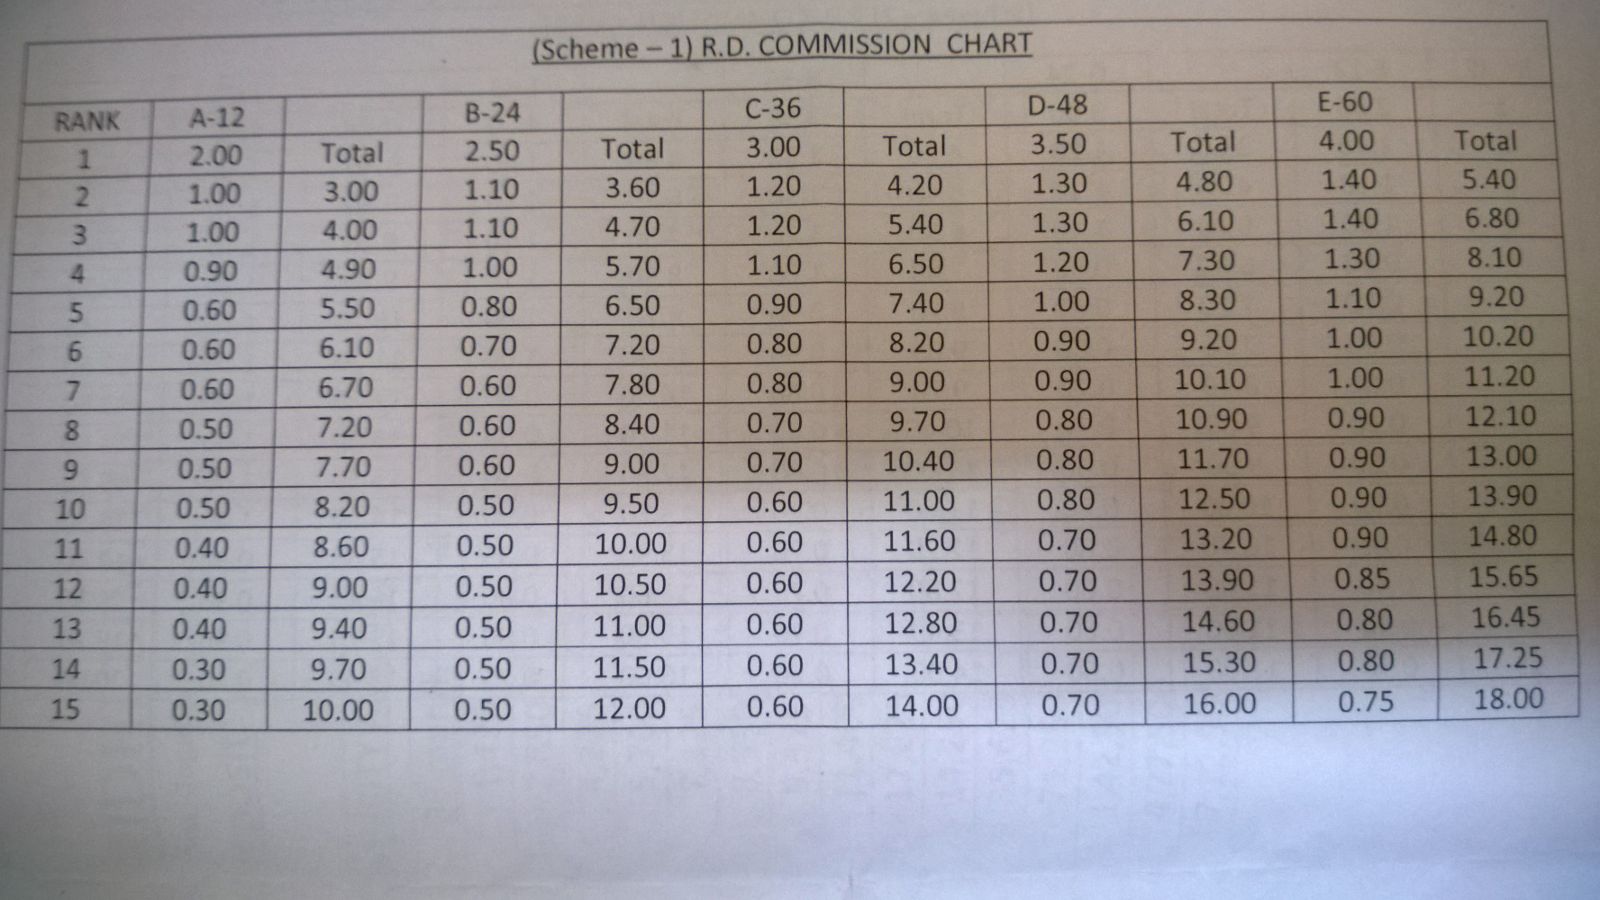 (Scheme – 1) R.D. COMMISSION CHART
RANK A-12 B-24 C-36 D-48 E-60
1 2.00 Total 2.50 Total 3.00 Total 3.50 Total 4.00 Total
2 1.00 3.00 1.10 3.60 1.20 4.20 1.30 4.80 1.40 5.40
3 1.00 4.00 1.10 4.70 1.20 5.40 1.30 6.10 1.40 6.80
4 0.90 4.90 1.00 5.70 1.10 6.50 1.20 7.30 1.30 8.10
5 0.60 5.50 0.80 6.50 0.90 7.40 1.00 8.30 1.10 9.20
6 0.60 6.10 0.70 7.20 0.80 8.20 0.90 9.20 1.00 10.20
7 0.60 6.70 0.60 7.80 0.80 9.00 0.90 10.10 1.00 11.20
8 0.50 7.20 0.60 8.40 0.70 9.70 0.80 10.90 0.90 12.10
9 0.50 7.70 0.60 9.00 0.70 10.40 0.80 11.70 0.90 13.00
10 0.50 8.20 0.50 9.50 0.60 11.00 0.80 12.50 0.90 13.90
11 0.40 8.60 0.50 10.00 0.60 11.60 0.70 13.20 0.90 14.80
12 0.40 9.00 0.50 10.50 0.60 12.20 0.70 13.90 0.85 15.65
13 0.40 9.40 0.50 11.00 0.60 12.80 0.70 14.60 0.80 16.45
14 0.30 9.70 0.50 11.50 0.60 13.40 0.70 15.30 0.80 17.25
15 0.30 10.00 0.50 12.00 0.60 14.00 0.70 16.00 0.75 18.00